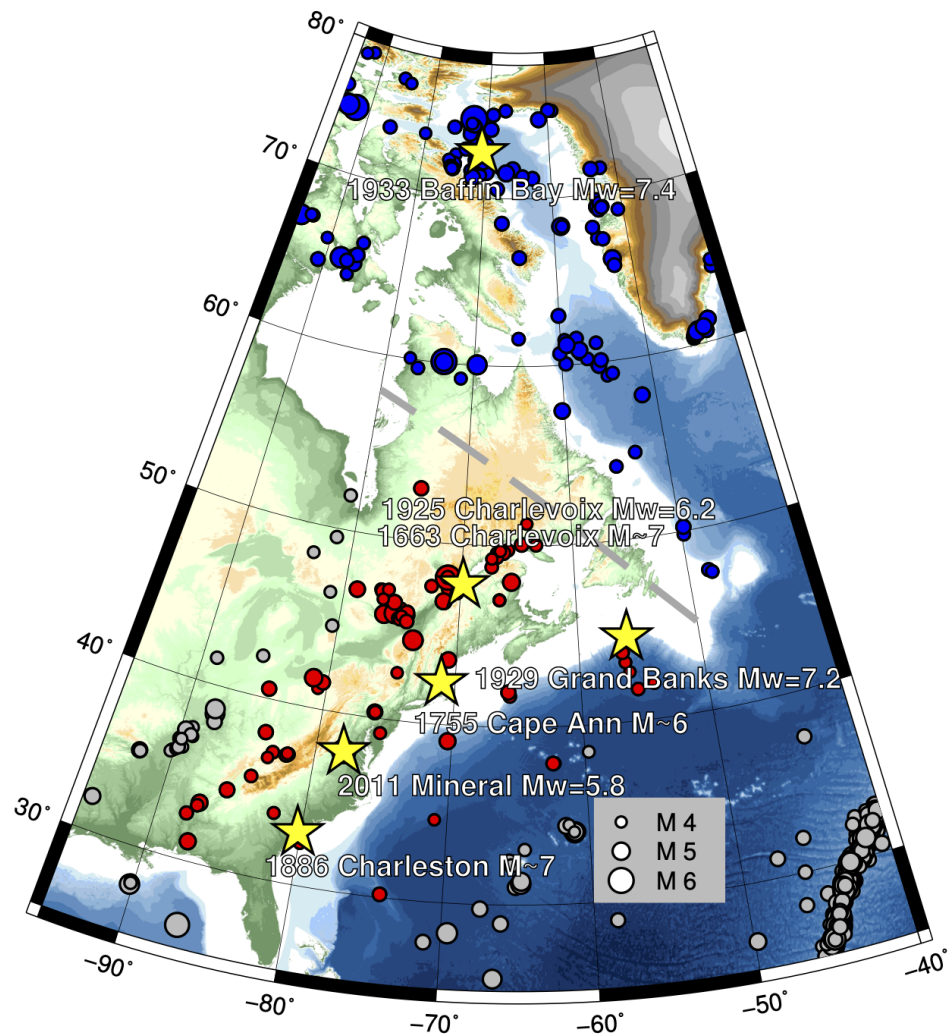 80°
70°
60°
50°
40°
30°
1933 Baffin Bay Mw=7.4
1925 Charlevoix Mw=6.2
1663 Charlevoix M~7
1929 Grand Banks Mw=7.2
1755 Cape Ann M~6
2011 Mineral Mw=5.8
1886 Charleston M~7
M 4
M 5
M 6
−90°
−80°
−70°
−60°
−50°
−40°